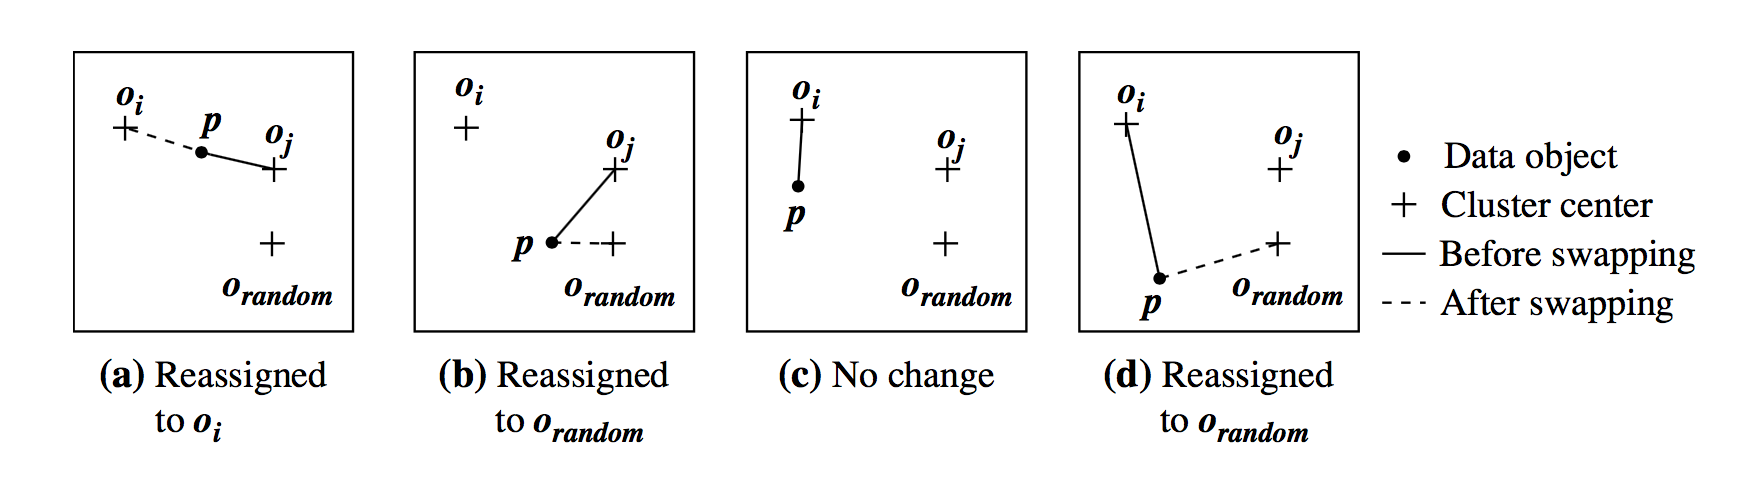 o_i p o_j o_random
o_i o_j p o_random
o_i o_j p o_random
o_i o_j p o_random
Data object
Cluster center
Before swapping
After swapping
(a) Reassigned to o_i
(b) Reassigned to o_random
(c) No change
(d) Reassigned to o_random